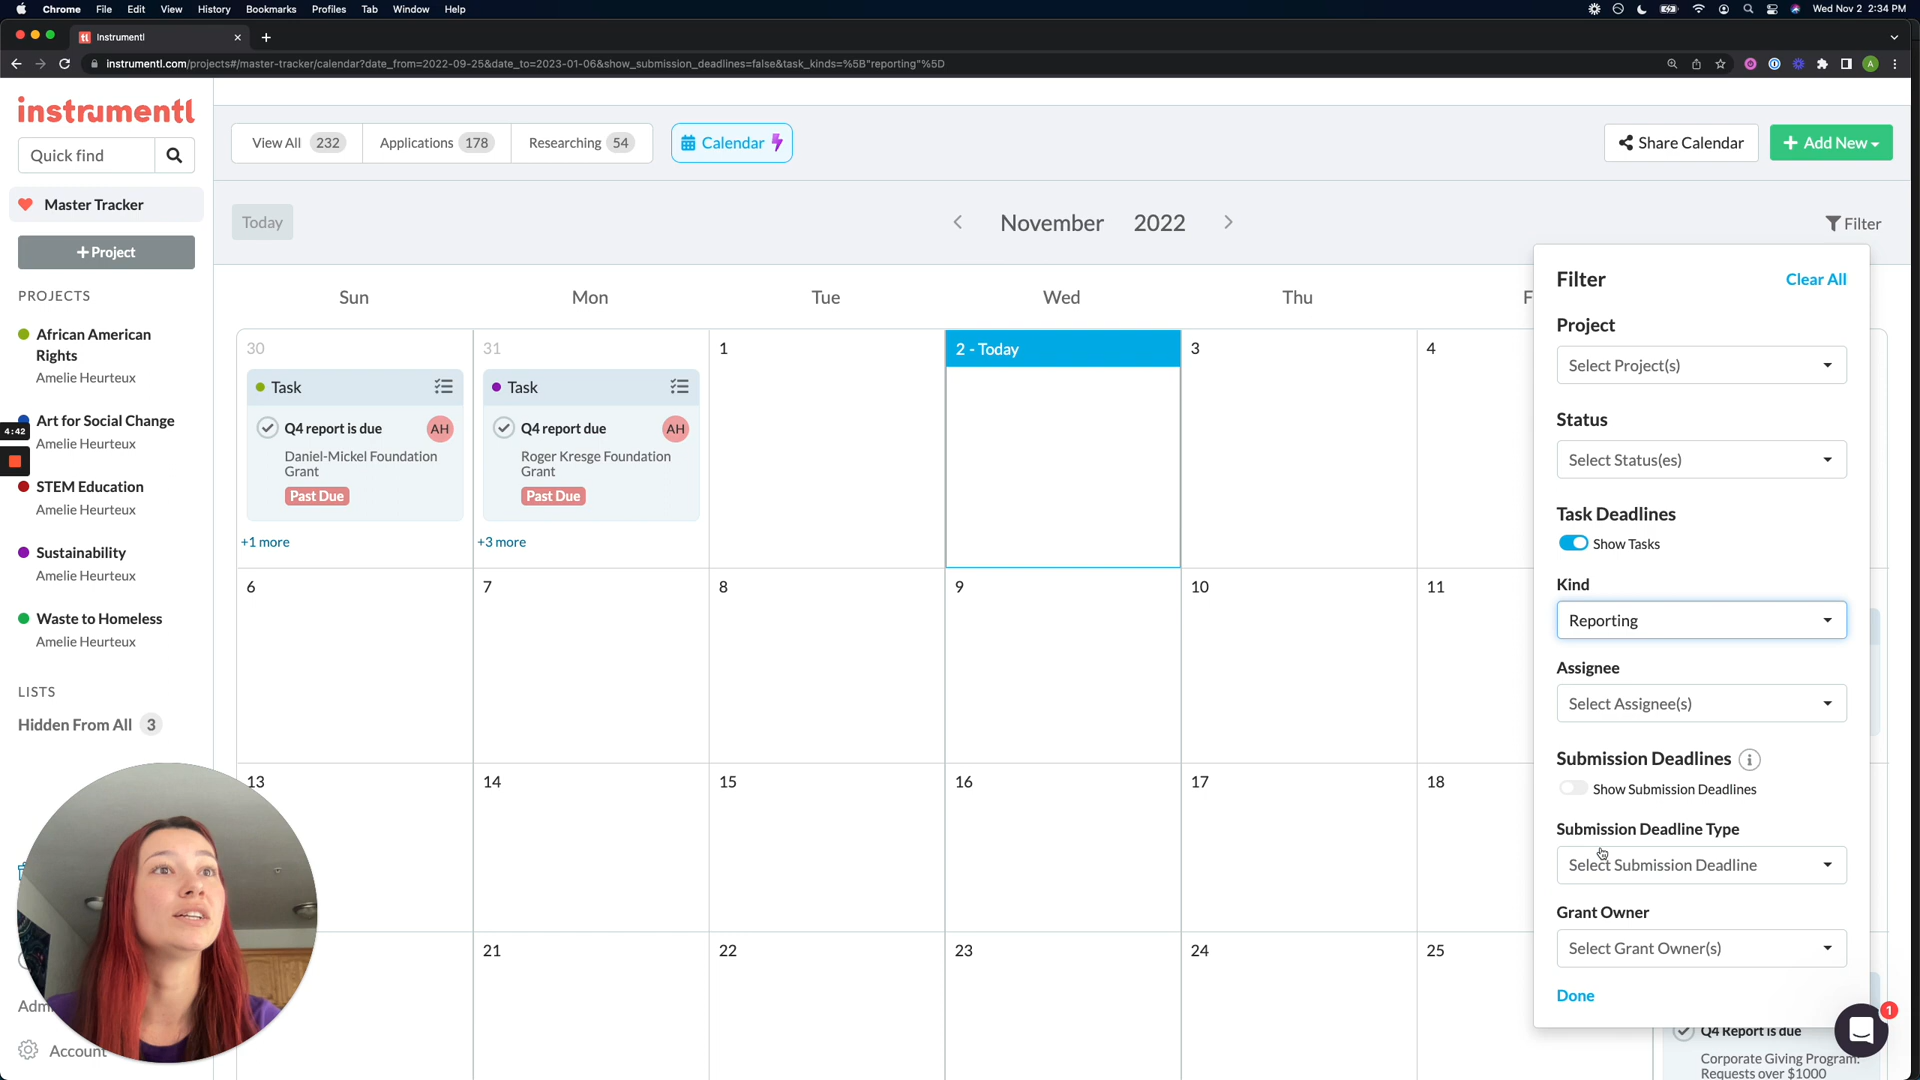 Chrome File Edit View History Bookmarks Profiles Tab Window Help
Wed Nov 2 2:34 PM
Instrumentl
instrumentl.com/projects#/master-tracker/calendar?date_from=2022-09-25&date_to=2023-01-06&show_submission_deadlines=false&task_kinds=%5B"reporting"%5D
A
instrumentl
Quick find
Master Tracker
+ Project
PROJECTS
African American
Rights
Amelie Heurteux
Art for Social Change
Amelie Heurteux
4:42
STEM Education
Amelie Heurteux
Sustainability
Amelie Heurteux
Waste to Homeless
Amelie Heurteux
LISTS
Hidden From All 3
Account
View All 232
Applications 178
Researching 54
Calendar
Share Calendar
+ Add New
Today
November 2022
Filter
Sun Mon Tue Wed Thu F
30 31 1 2 - Today 3 4
Task
Q4 report is due
AH
Daniel-Mickel Foundation
Grant
Past Due
+1 more
Task
Q4 report due
AH
Roger Kresge Foundation
Grant
Past Due
+3 more
6 7 8 9 10 11
13 14 15 16 17 18
21 22 23 24 25
Filter
Clear All
Project
Select Project(s)
Status
Select Status(es)
Task Deadlines
Show Tasks
Kind
Reporting
Assignee
Select Assignee(s)
Submission Deadlines i
Show Submission Deadlines
Submission Deadline Type
Select Submission Deadline
Grant Owner
Select Grant Owner(s)
Done
1
Q4 Report is due
Corporate Giving Program:
Requests over $1000